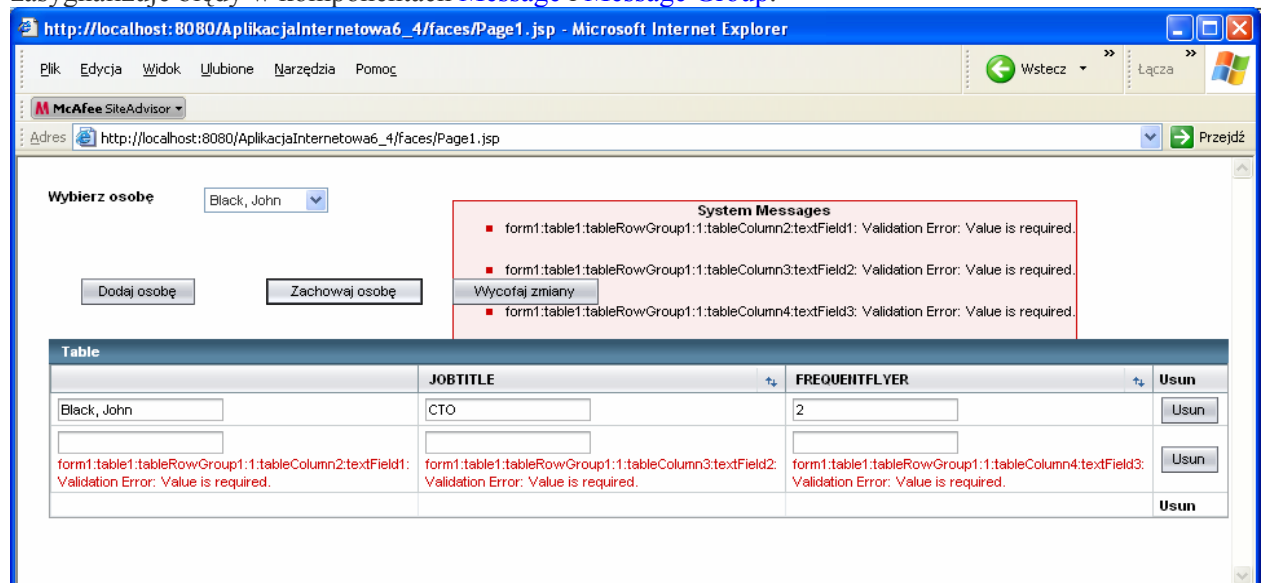 zasygnalizuje błędy w komponentach Message i Message Group.
http://localhost:8080/AplikacjaInternetowa6_4/faces/Page1.jsp - Microsoft Internet Explorer
Plik Edycja Widok Ulubione Narzędzia Pomoc Wstecz » Łącza »
McAfee SiteAdvisor
Adres http://localhost:8080/AplikacjaInternetowa6_4/faces/Page1.jsp Przejdź
Wybierz osobę Black, John
System Messages
form1:table1:tableRowGroup1:1:tableColumn2:textField1: Validation Error: Value is required.
form1:table1:tableRowGroup1:1:tableColumn3:textField2: Validation Error: Value is required.
Dodaj osobę Zachowaj osobę Wycofaj zmiany
form1:table1:tableRowGroup1:1:tableColumn4:textField3: Validation Error: Value is required.
Table
JOBTITLE FREQUENTFLYER Usun
Black, John CTO 2 Usun
form1:table1:tableRowGroup1:1:tableColumn2:textField1: form1:table1:tableRowGroup1:1:tableColumn3:textField2: form1:table1:tableRowGroup1:1:tableColumn4:textField3: Usun
Validation Error: Value is required. Validation Error: Value is required. Validation Error: Value is required.
Usun